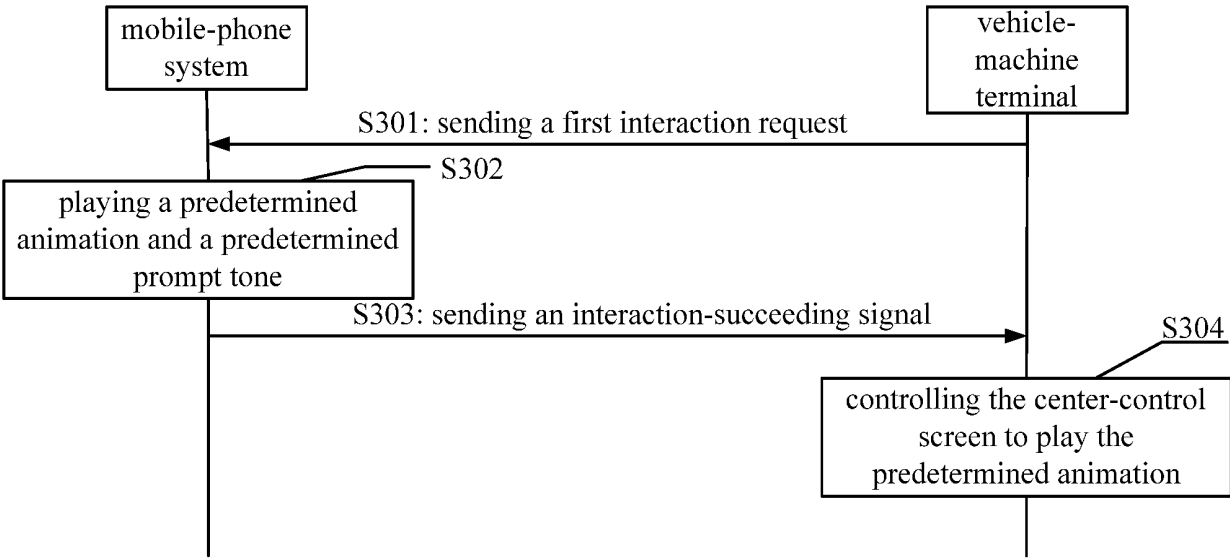 mobile-phone
system
vehicle-
machine
terminal
S301: sending a first interaction request
S302
playing a predetermined
animation and a predetermined
prompt tone
S303: sending an interaction-succeeding signal
S304
controlling the center-control
screen to play the
predetermined animation